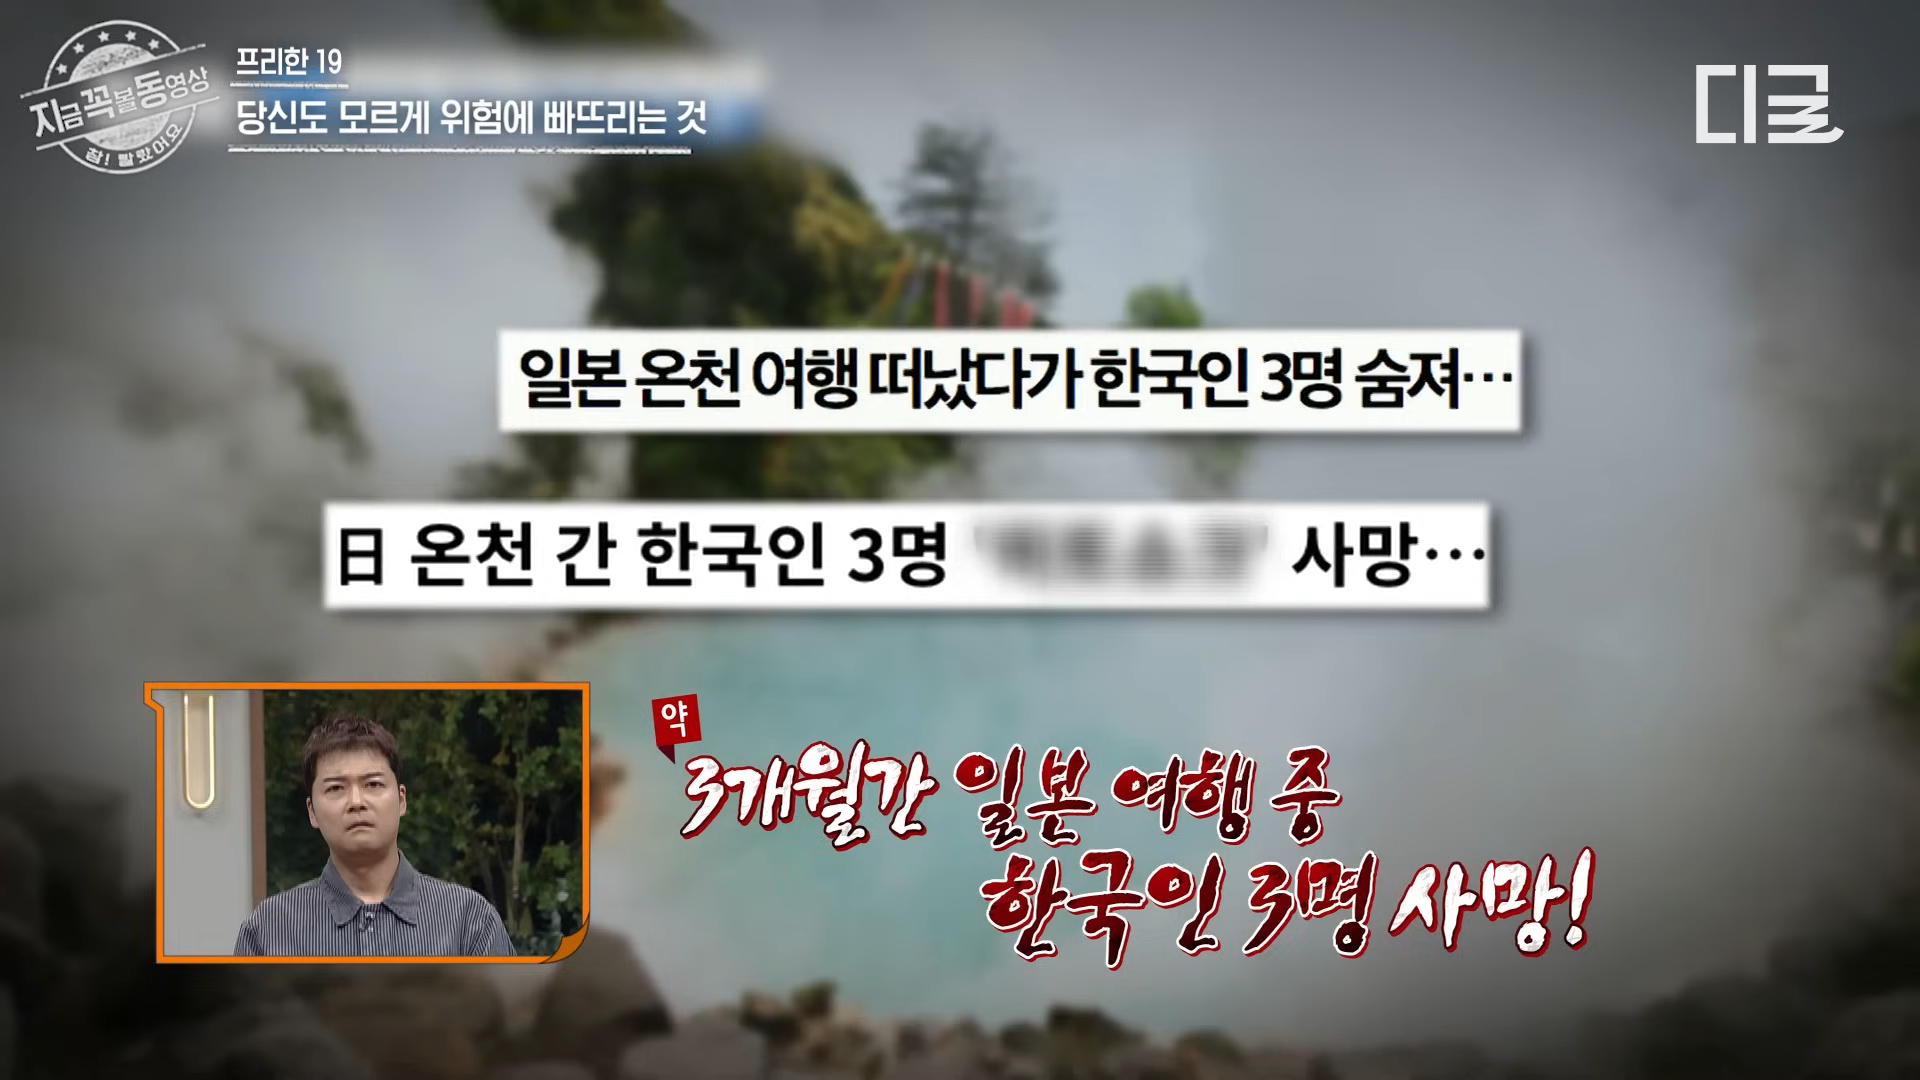 지금 꼭 볼 동영상
참! 빨랐어요
프리한 19
당신도 모르게 위험에 빠뜨리는 것
디글
일본 온천 여행 떠났다가 한국인 3명 숨져…
日 온천 간 한국인 3명 사망…
약
3개월간 일본 여행 중
한국인 3명 사망!